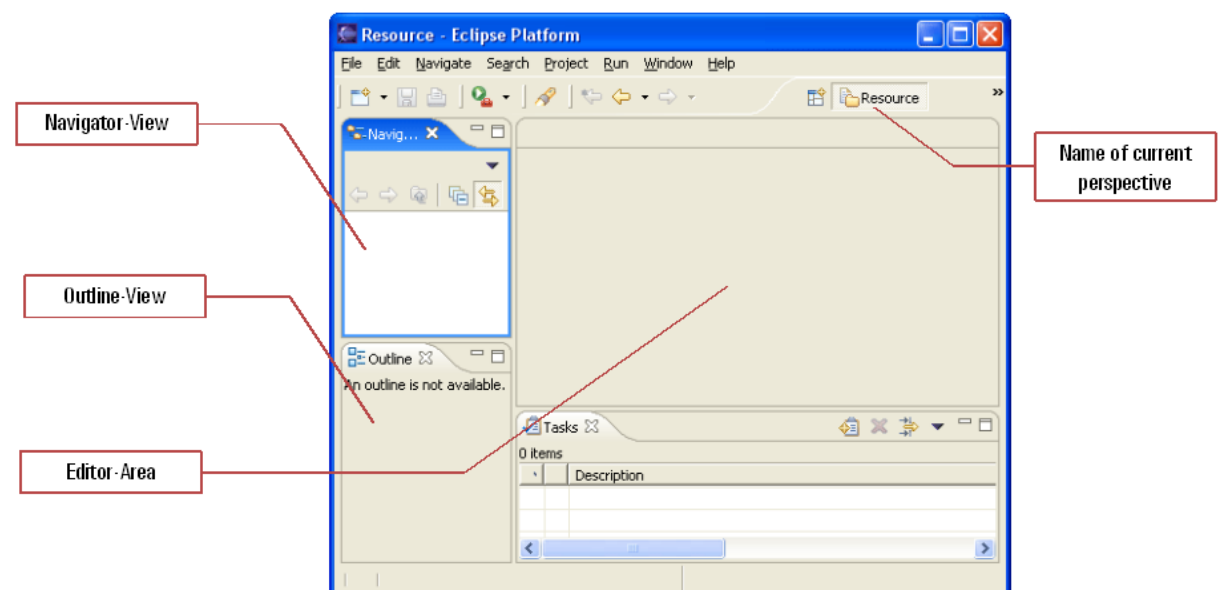 Resource - Eclipse Platform
File Edit Navigate Search Project Run Window Help
Resource
»
Navigator-View
Navig...
Name of current
perspective
Outline-View
Outline
An outline is not available.
Tasks
0 items
Description
Editor-Area